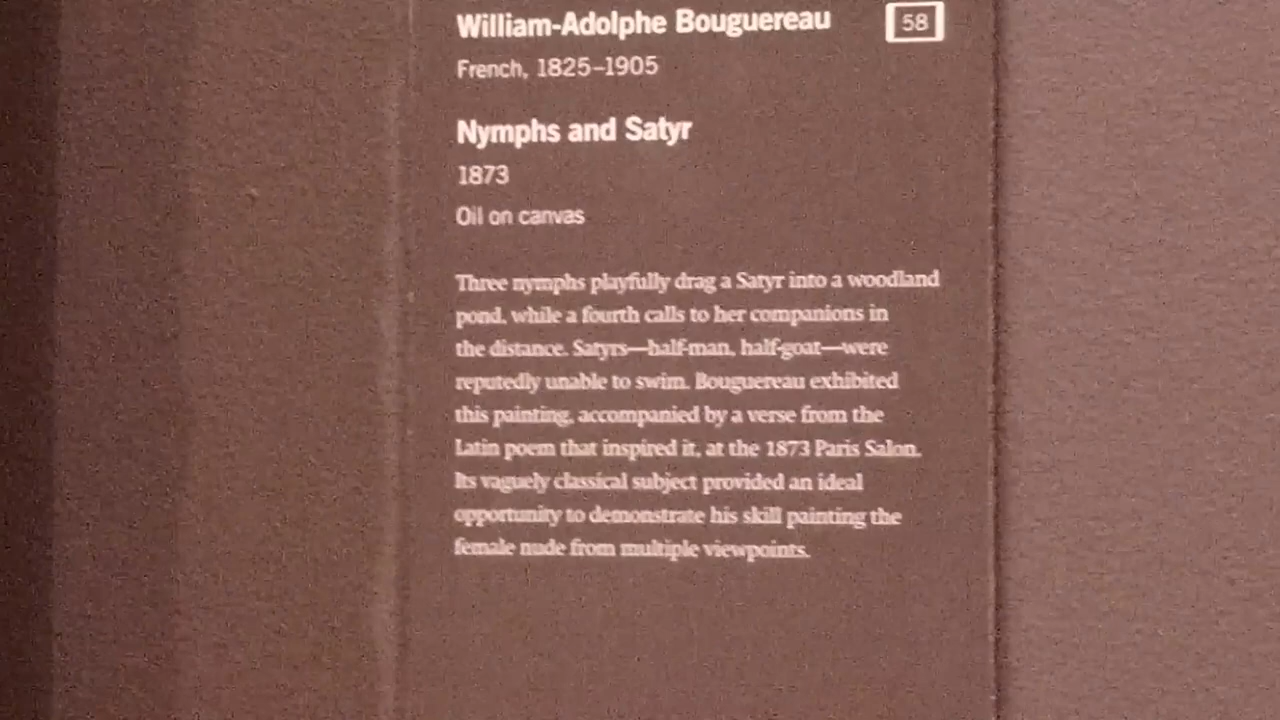 William-Adolphe Bouguereau 58
French, 1825–1905
Nymphs and Satyr
1873
Oil on canvas
Three nymphs playfully drag a Satyr into a woodland
pond, while a fourth calls to her companions in
the distance. Satyrs—half-man, half-goat—were
reputedly unable to swim. Bouguereau exhibited
this painting, accompanied by a verse from the
Latin poem that inspired it, at the 1873 Paris Salon.
Its vaguely classical subject provided an ideal
opportunity to demonstrate his skill painting the
female nude from multiple viewpoints.